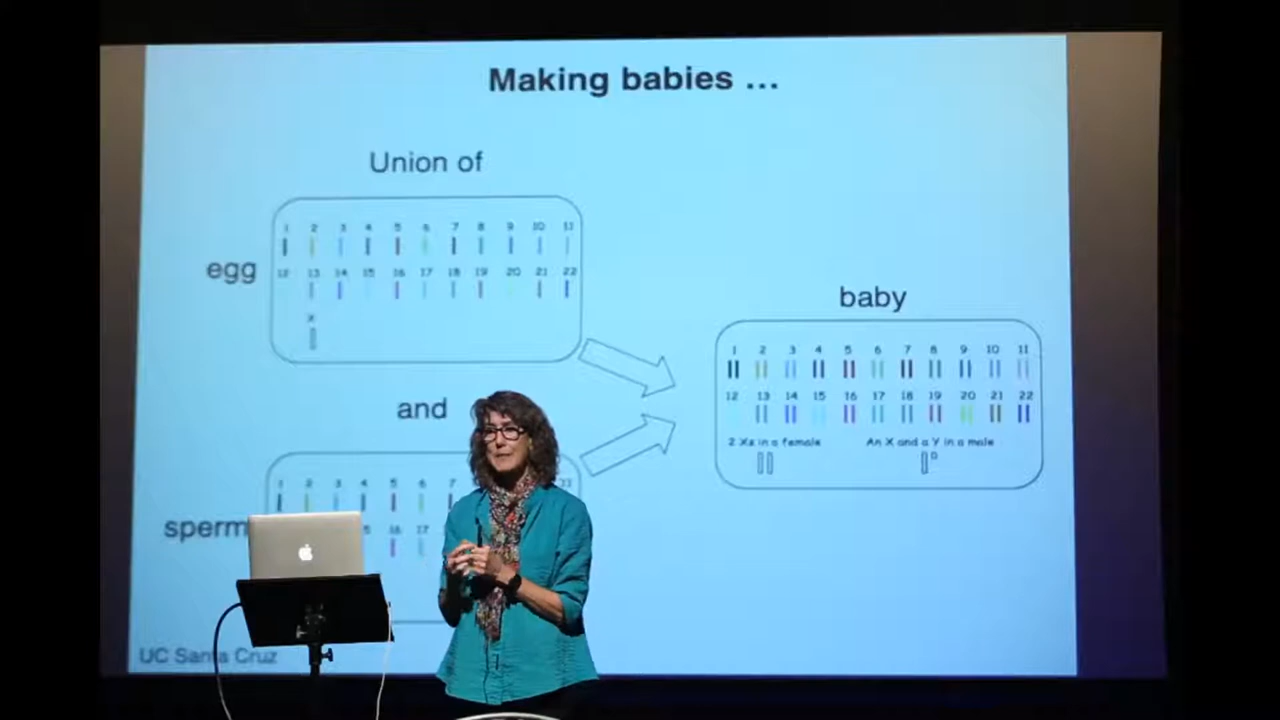 Making babies ...
Union of
1 2 3 4 5 6 7 8 9 10 11
egg
12 13 14 15 16 17 18 19 20 21 22
X
baby
1 2 3 4 5 6 7 8 9 10 11
12 13 14 15 16 17 18 19 20 21 22
2 Xs in a female An X and a Y in a male
and
1 2 3 4 5 6 7 11
sperm
16 17
UC Santa Cruz